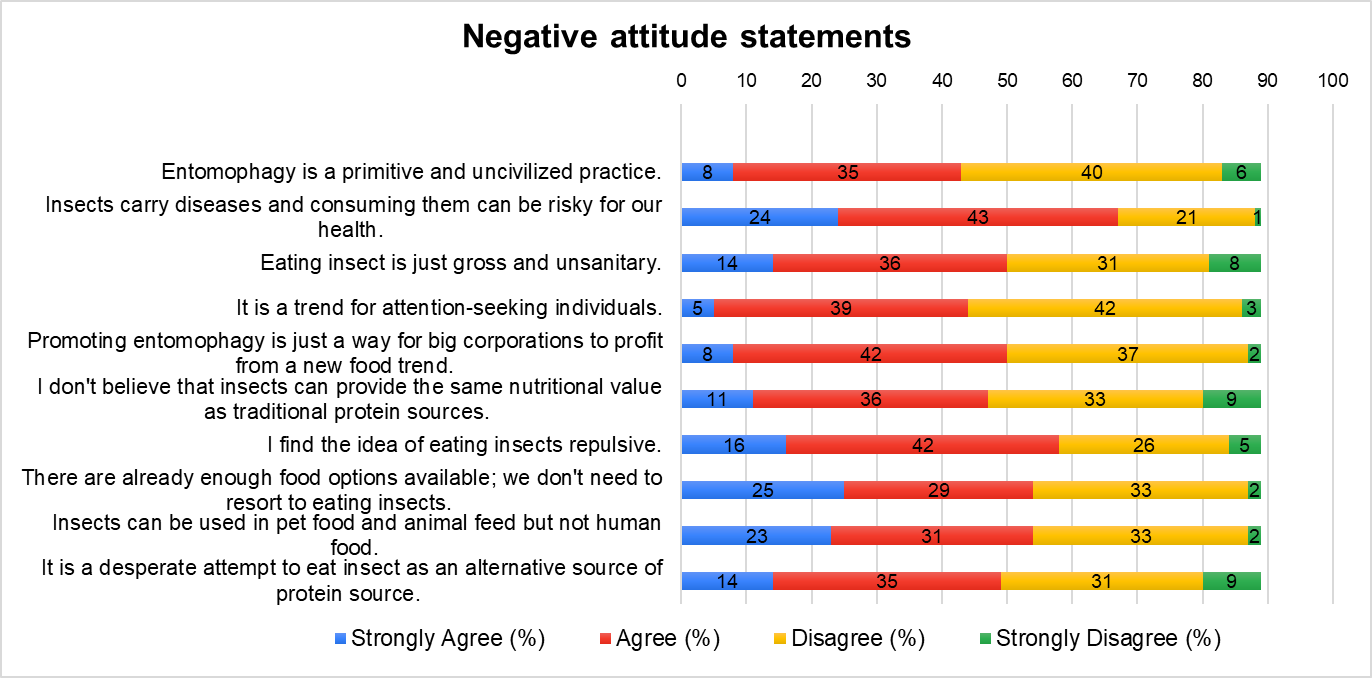 Negative attitude statements
0 10 20 30 40 50 60 70 80 90 100
Entomophagy is a primitive and uncivilized practice.
8 35 40 6
Insects carry diseases and consuming them can be risky for our
health.
24 43 21 1
Eating insect is just gross and unsanitary.
14 36 31 8
It is a trend for attention-seeking individuals.
5 39 42 3
Promoting entomophagy is just a way for big corporations to profit
from a new food trend.
8 42 37 2
I don't believe that insects can provide the same nutritional value
as traditional protein sources.
11 36 33 9
I find the idea of eating insects repulsive.
16 42 26 5
There are already enough food options available; we don't need to
resort to eating insects.
25 29 33 2
Insects can be used in pet food and animal feed but not human
food.
23 31 33 2
It is a desperate attempt to eat insect as an alternative source of
protein source.
14 35 31 9
Strongly Agree (%) Agree (%) Disagree (%) Strongly Disagree (%)